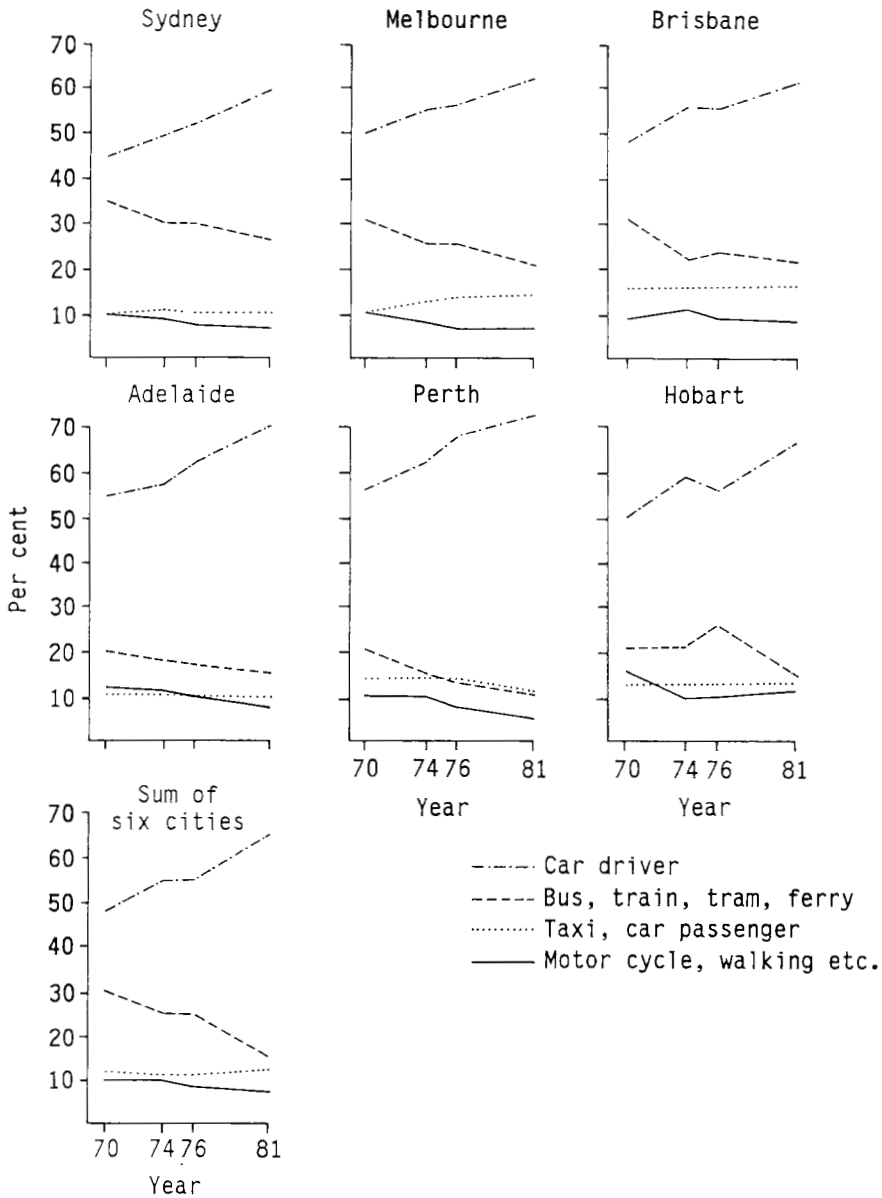 Sydney Melbourne Brisbane
70
60
50
40
30
20
10
Adelaide Perth Hobart
70
60
50
40
30
20
10
Per cent
70 74 76 81 70 74 76 81
Year Year
Sum of
six cities
70
60
50
40
30
20
10
70 74 76 81
Year
Car driver
Bus, train, tram, ferry
Taxi, car passenger
Motor cycle, walking etc.